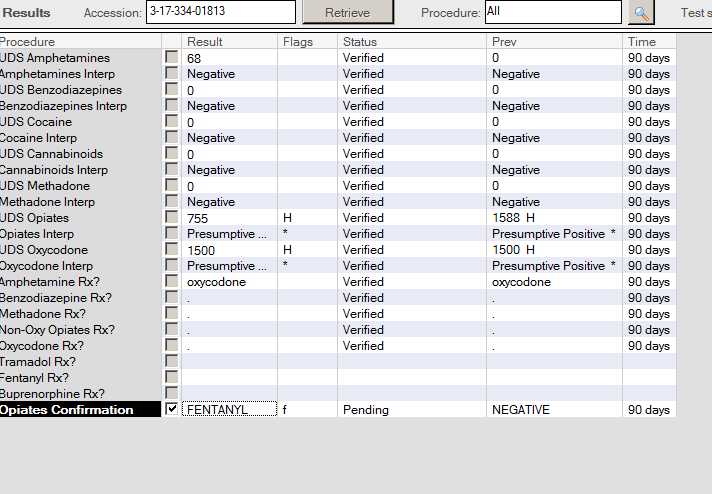 Results Accession: 3-17-334-01813 Retrieve Procedure: All Test s
Procedure Result Flags Status Prev Time
UDS Amphetamines 68 Verified 0 90 days
Amphetamines Interp Negative Verified Negative 90 days
UDS Benzodiazepines 0 Verified 0 90 days
Benzodiazepines Interp Negative Verified Negative 90 days
UDS Cocaine 0 Verified 0 90 days
Cocaine Interp Negative Verified Negative 90 days
UDS Cannabinoids 0 Verified 0 90 days
Cannabinoids Interp Negative Verified Negative 90 days
UDS Methadone 0 Verified 0 90 days
Methadone Interp Negative Verified Negative 90 days
UDS Opiates 755 H Verified 1588 H 90 days
Opiates Interp Presumptive ... * Verified Presumptive Positive * 90 days
UDS Oxycodone 1500 H Verified 1500 H 90 days
Oxycodone Interp Presumptive ... * Verified Presumptive Positive * 90 days
Amphetamine Rx? oxycodone Verified oxycodone 90 days
Benzodiazepine Rx? . Verified . 90 days
Methadone Rx? . Verified . 90 days
Non-Oxy Opiates Rx? . Verified . 90 days
Oxycodone Rx? . Verified . 90 days
Tramadol Rx?
Fentanyl Rx?
Buprenorphine Rx?
Opiates Confirmation FENTANYL f Pending NEGATIVE 90 days